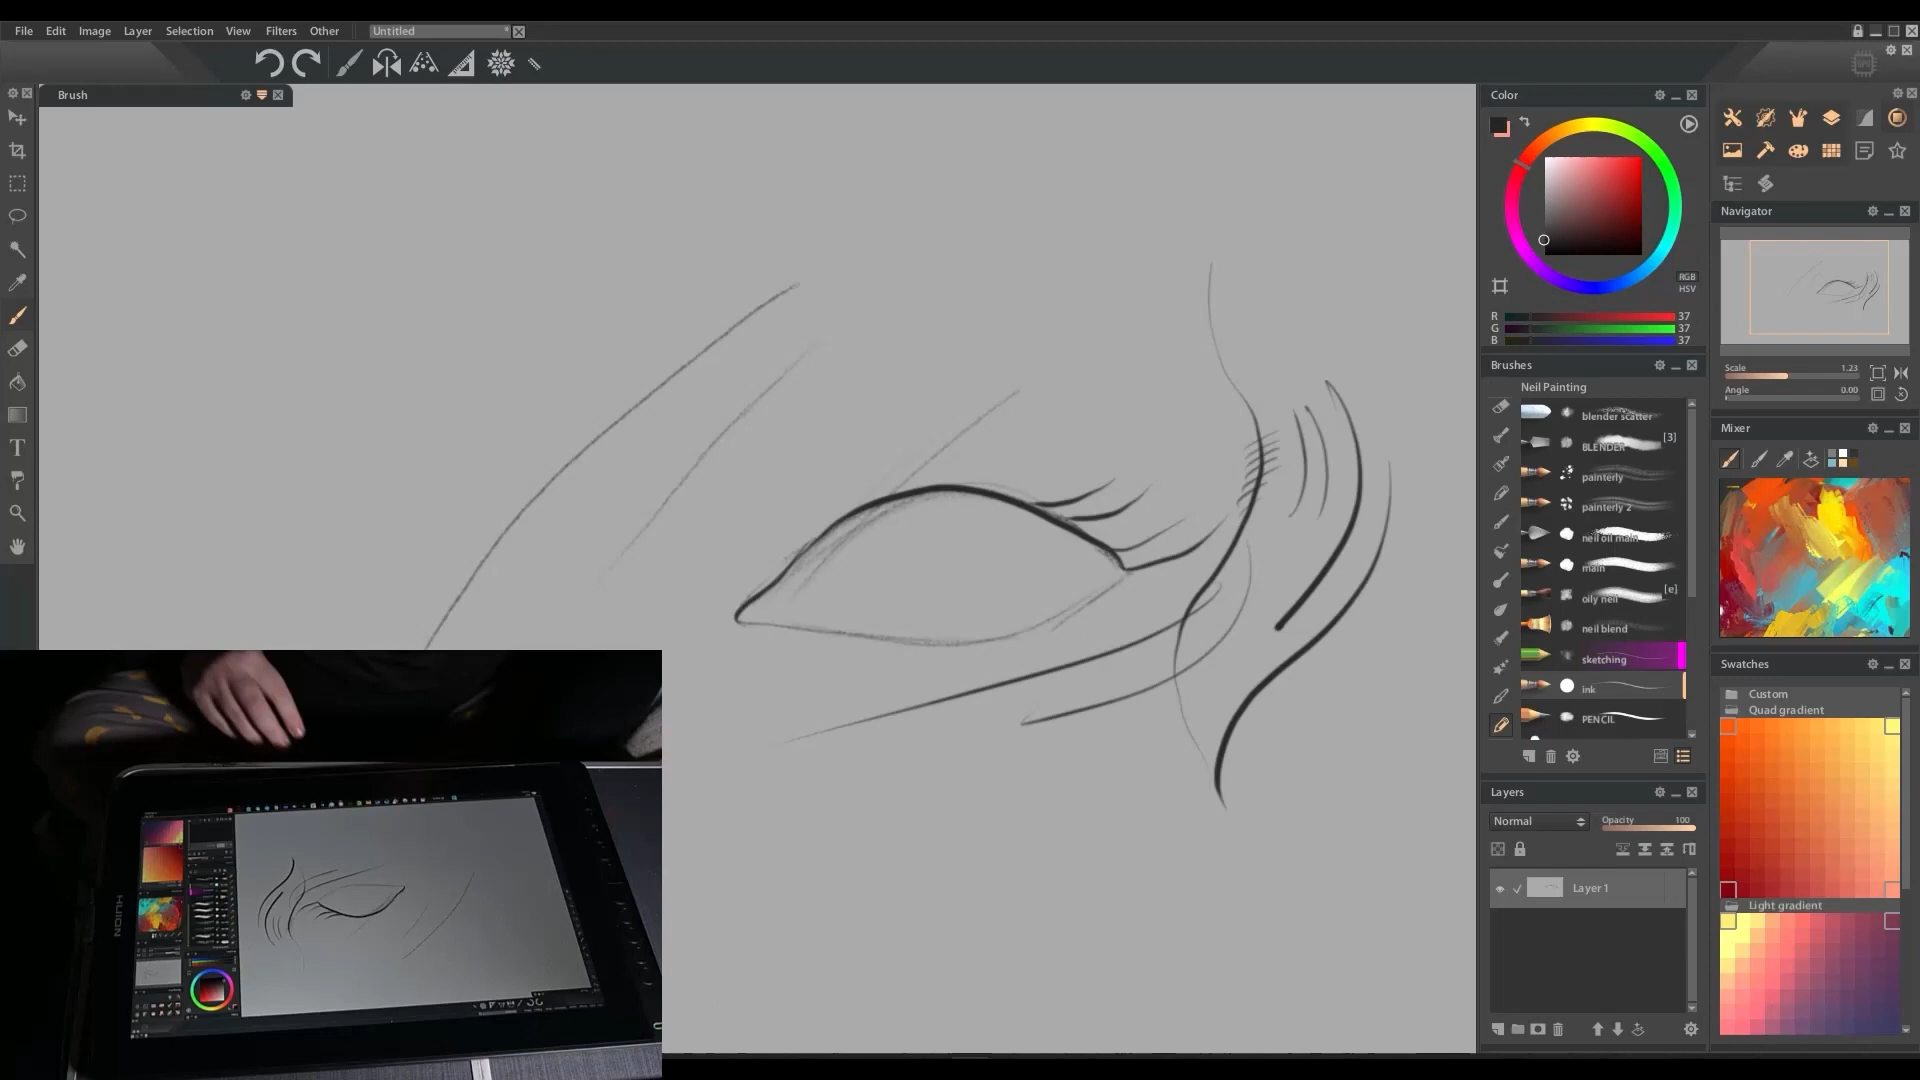 File Edit Image Layer Selection View Filters Other Untitled *
Brush
Color
RGB
HSV
R 37
G 37
B 37
Brushes
Neil Painting
blender scatter
BLENDER [3]
painterly
painterly 2
neil oil main
main
oily neil [e]
neil blend
sketching
ink
PENCIL
Layers
Normal Opacity 100
Layer 1
Navigator
Scale 1.23
Angle 0.00
Mixer
Swatches
Custom
Quad gradient
Light gradient
HUION